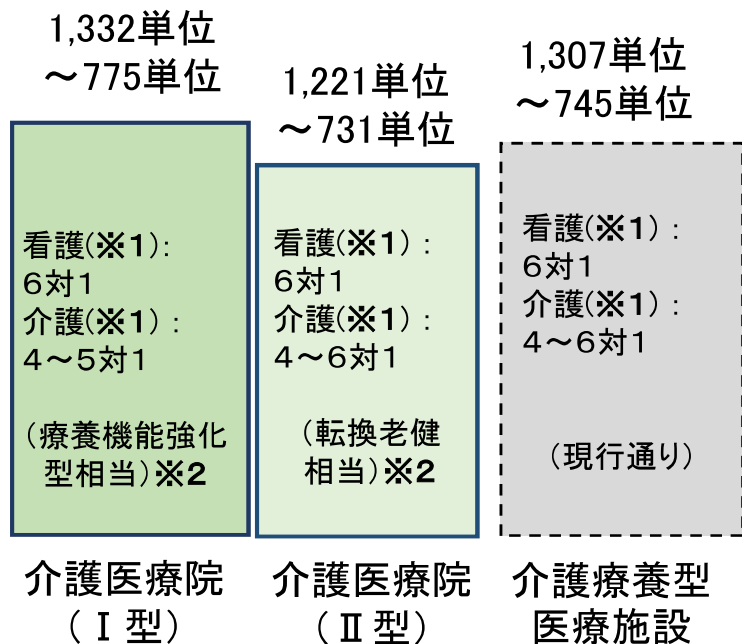 1,332単位
～775単位
看護(※1):
6対1
介護(※1):
4～5対1
(療養機能強化
型相当)※2
介護医療院
(Ⅰ型)
1,221単位
～731単位
看護(※1):
6対1
介護(※1):
4～6対1
(転換老健
相当)※2
介護医療院
(Ⅱ型)
1,307単位
～745単位
看護(※1):
6対1
介護(※1):
4～6対1
(現行通り)
介護療養型
医療施設